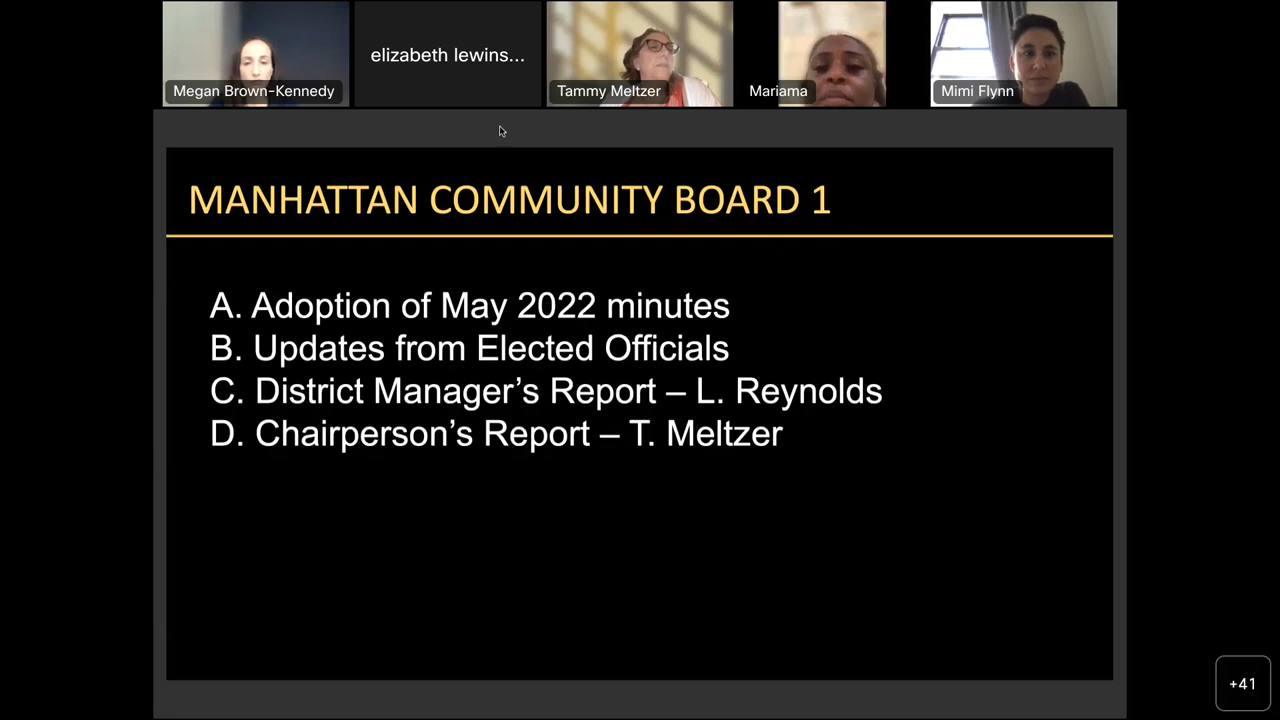 Megan Brown-Kennedy
elizabeth lewins...
Tammy Meltzer
Mariama
Mimi Flynn
MANHATTAN COMMUNITY BOARD 1
A. Adoption of May 2022 minutes
B. Updates from Elected Officials
C. District Manager’s Report – L. Reynolds
D. Chairperson’s Report – T. Meltzer
+41